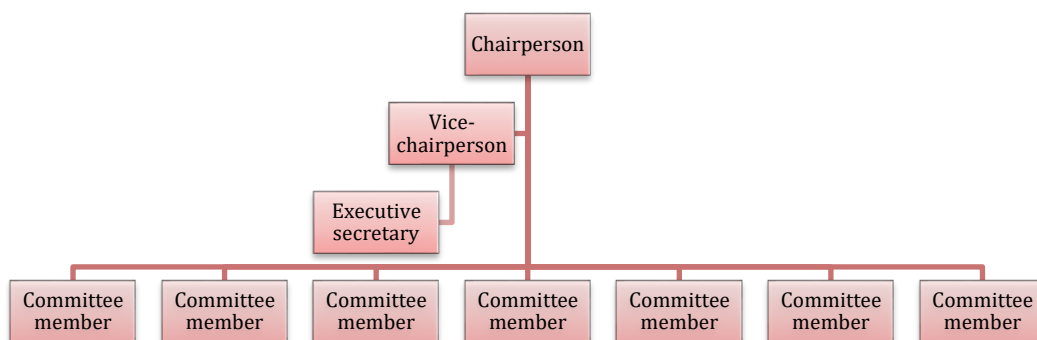 Chairperson
Vice-
chairperson
Executive
secretary
Committee
member
Committee
member
Committee
member
Committee
member
Committee
member
Committee
member
Committee
member